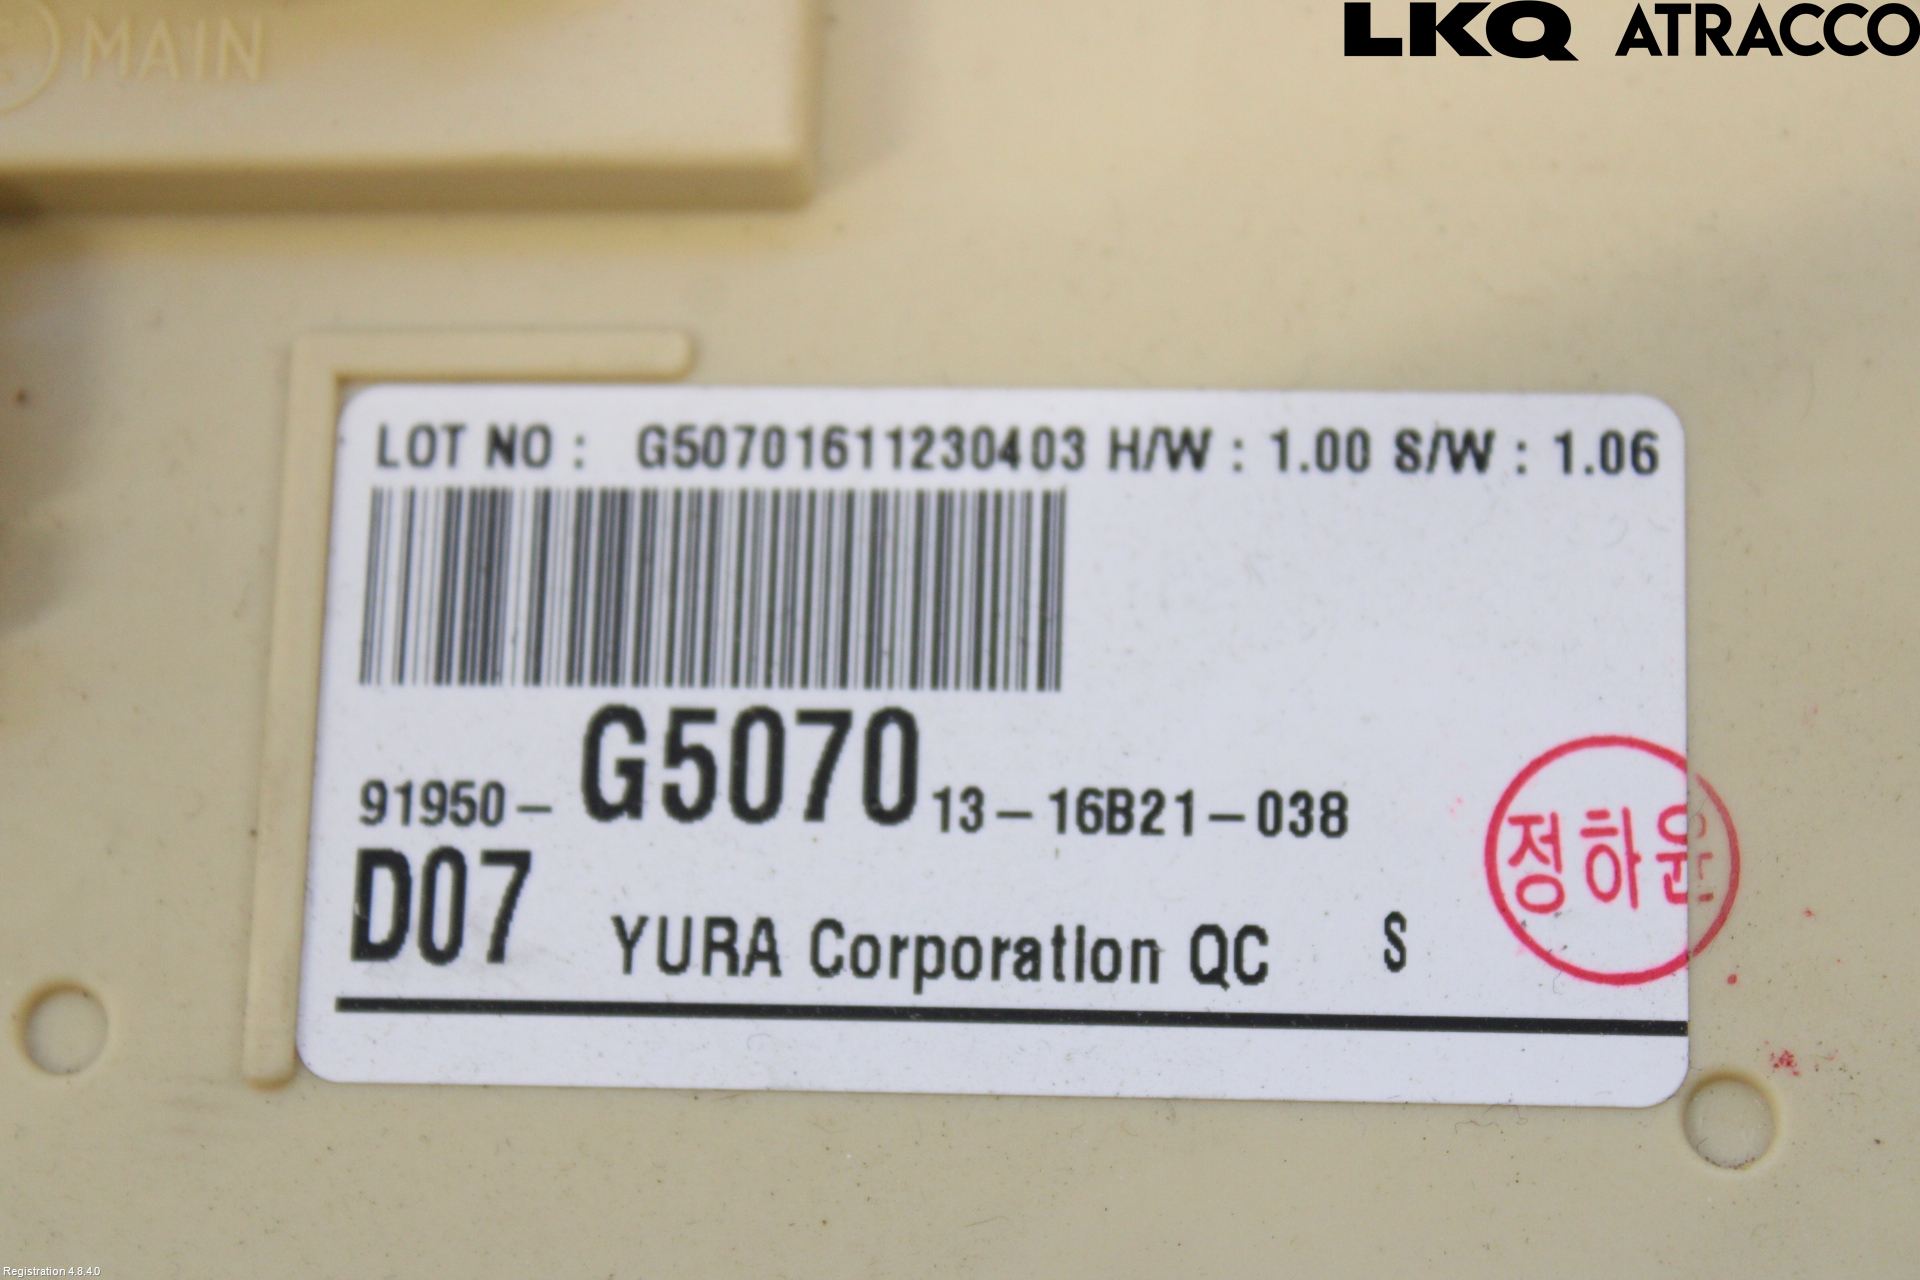 LKQ ATRACCO
MAIN
LOT NO : G50701611230403 H/W : 1.00 S/W : 1.06
91950- G5070 13-16B21-038
D07 YURA Corporation QC S
정하윤
Registration 4.8.4.0